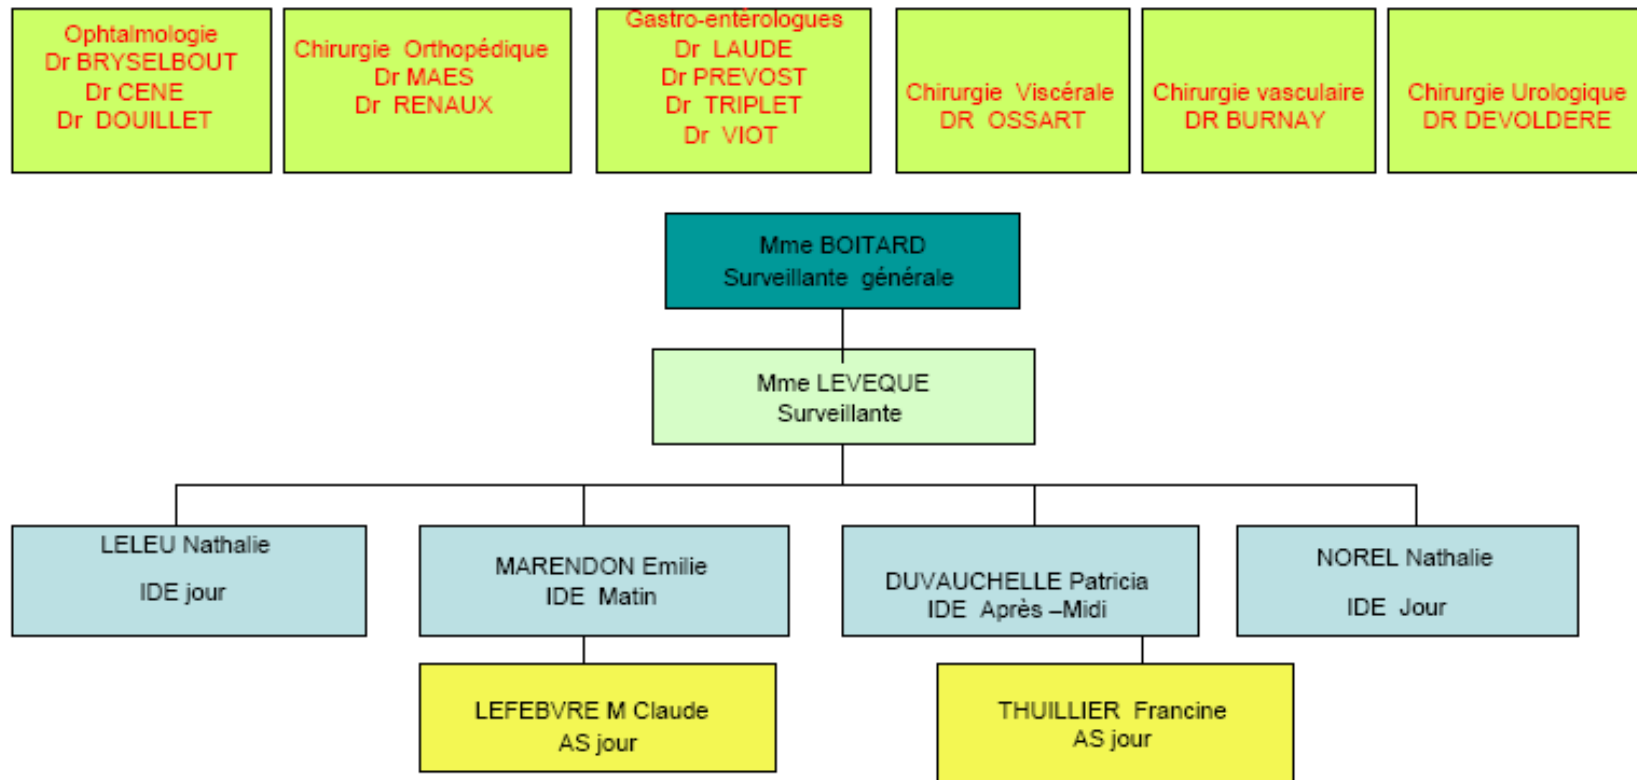 Ophtalmologie
Dr BRYSELBOUT
Dr CENE
Dr DOUILLET
Chirurgie Orthopédique
Dr MAES
Dr RENAUX
Gastro-entérologues
Dr LAUDE
Dr PREVOST
Dr TRIPLET
Dr VIOT
Chirurgie Viscérale
DR OSSART
Chirurgie vasculaire
DR BURNAY
Chirurgie Urologique
DR DEVOLDERE
Mme BOITARD
Surveillante générale
Mme LEVEQUE
Surveillante
LELEU Nathalie
IDE jour
MARENDON Emilie
IDE Matin
DUVAUCHELLE Patricia
IDE Après –Midi
NOREL Nathalie
IDE Jour
LEFEBVRE M Claude
AS jour
THUILLIER Francine
AS jour